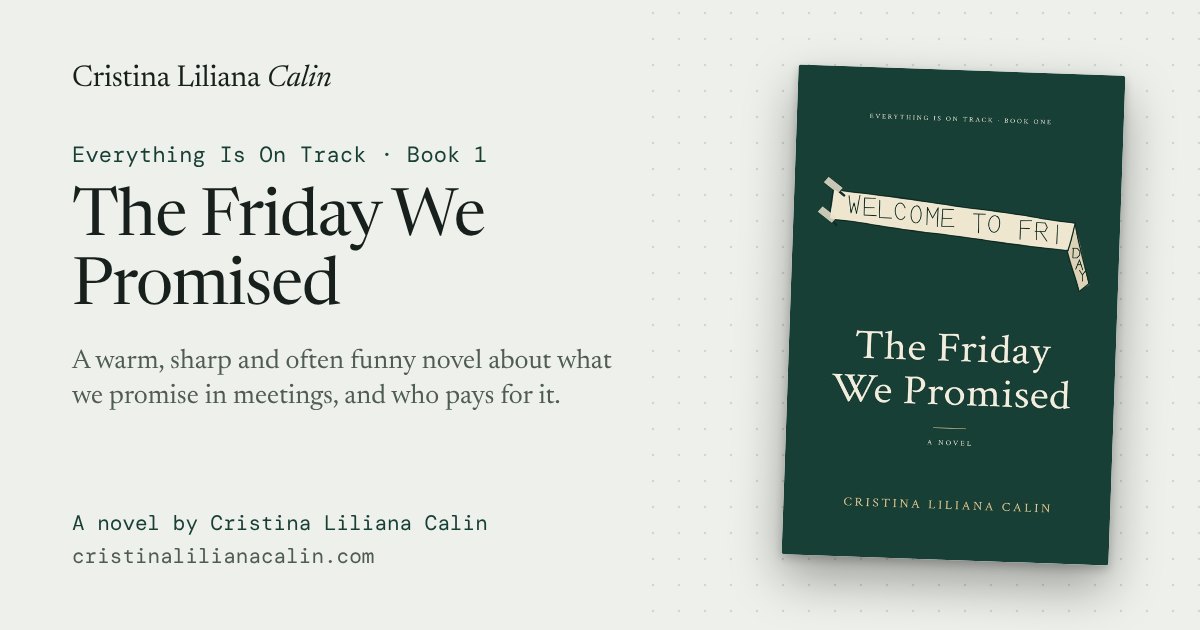 Cristina Liliana Calin
Everything Is On Track · Book 1
The Friday We
Promised
A warm, sharp and often funny novel about what
we promise in meetings, and who pays for it.
A novel by Cristina Liliana Calin
cristinalilianacalin.com
EVERYTHING IS ON TRACK · BOOK ONE
WELCOME TO FRIDAY
The Friday
We Promised
A NOVEL
CRISTINA LILIANA CALIN